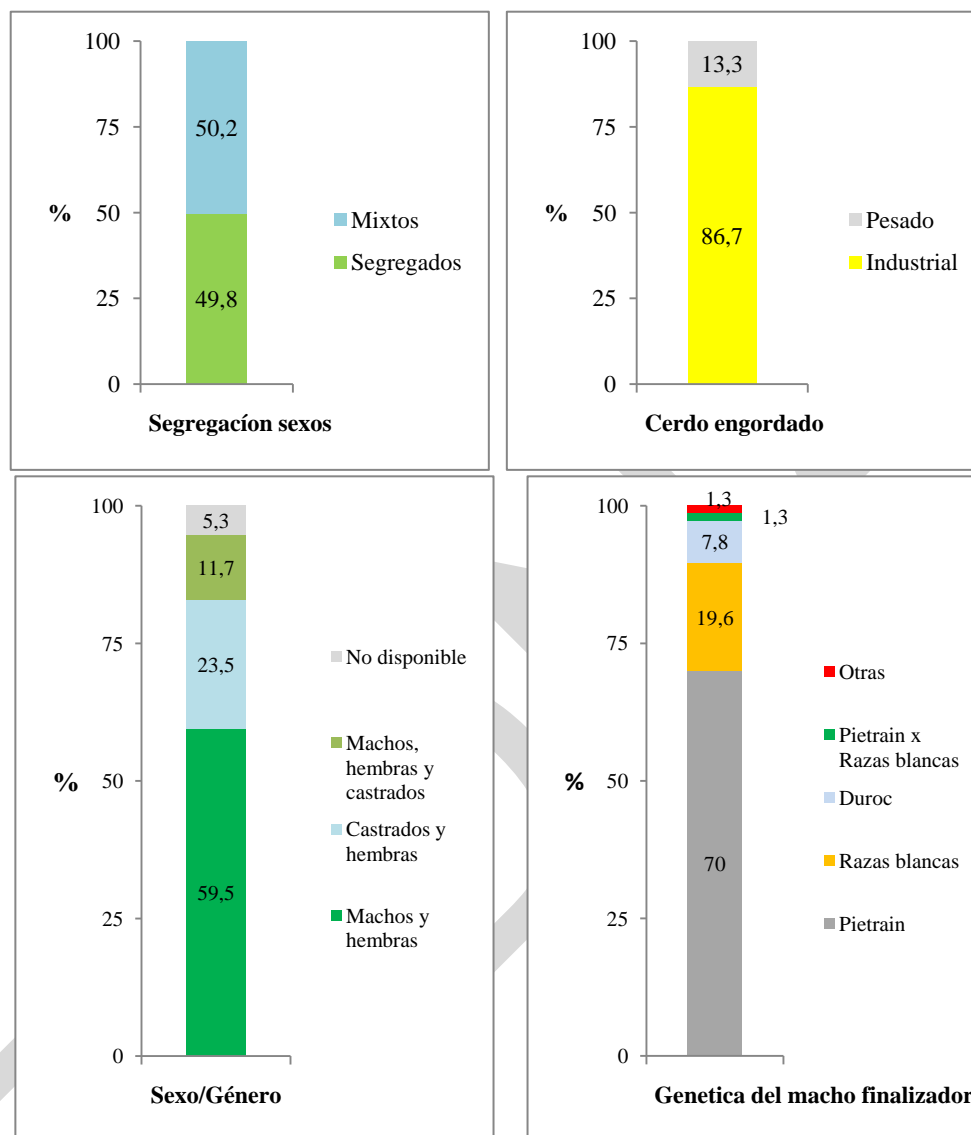 100
75
50
25
0
%
50,2
49,8
Mixtos
Segregados
Segregacíon sexos
100
75
50
25
0
%
13,3
86,7
Pesado
Industrial
Cerdo engordado
100
75
50
25
0
%
5,3
11,7
23,5
59,5
No disponible
Machos,
hembras y
castrados
Castrados y
hembras
Machos y
hembras
Sexo/Género
100
75
50
25
0
%
1,3
1,3
7,8
19,6
70
Otras
Pietrain x
Razas blancas
Duroc
Razas blancas
Pietrain
Genetica del macho finalizador